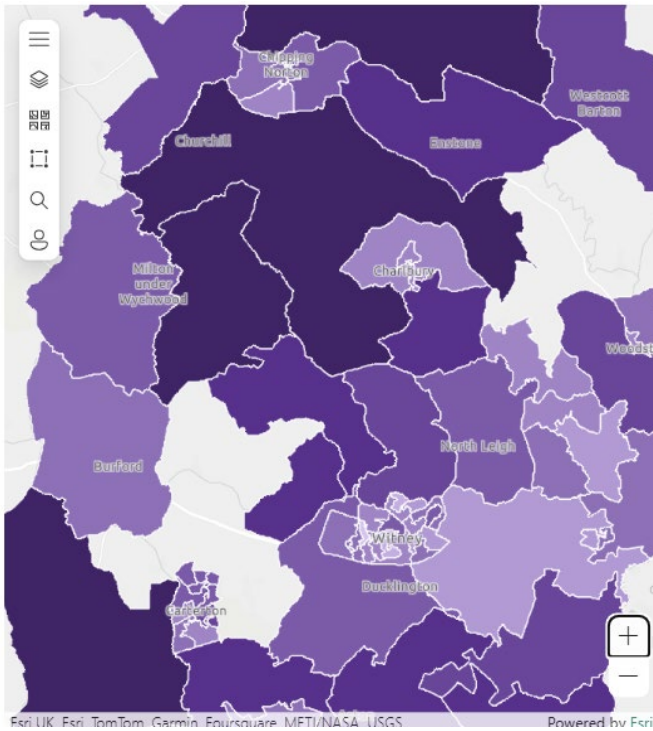 Chipping
Norton
Westcott
Barton
Churchill
Enstone
Milton
under
Wychwood
Charlbury
Woodst
North Leigh
Burford
Witney
Ducklington
Carterton
Esri UK, Esri, TomTom, Garmin, Foursquare, METI/NASA, USGS
Powered by Esri